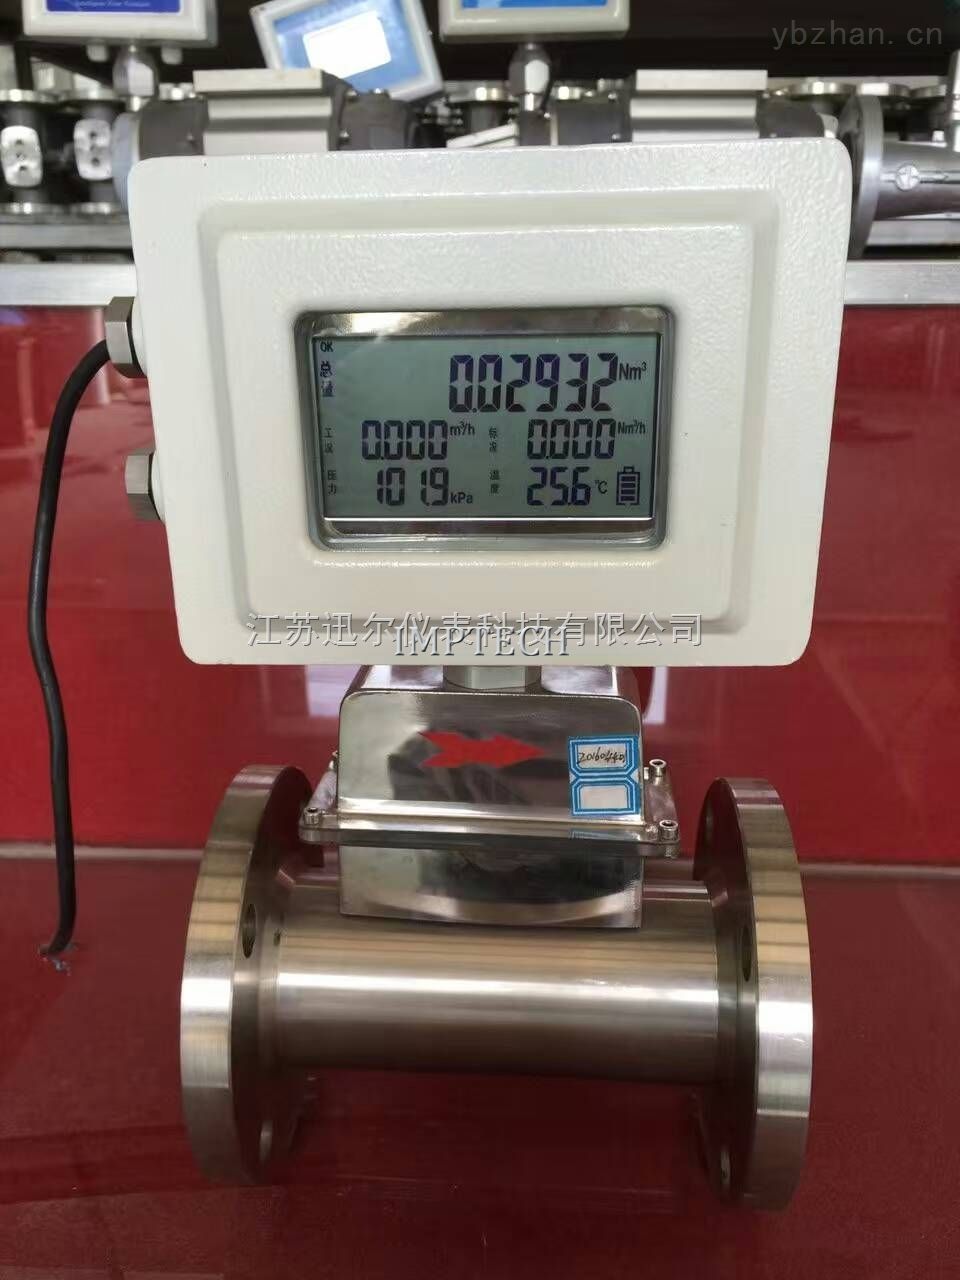 ybzhan.cn
OK
总量 0.02932 Nm³
工况 0.000 m³/h 标况 0.000 Nm³/h
压力 101.9 kPa 温度 25.6 ℃
江苏迅尔仪表科技有限公司
IMPTECH